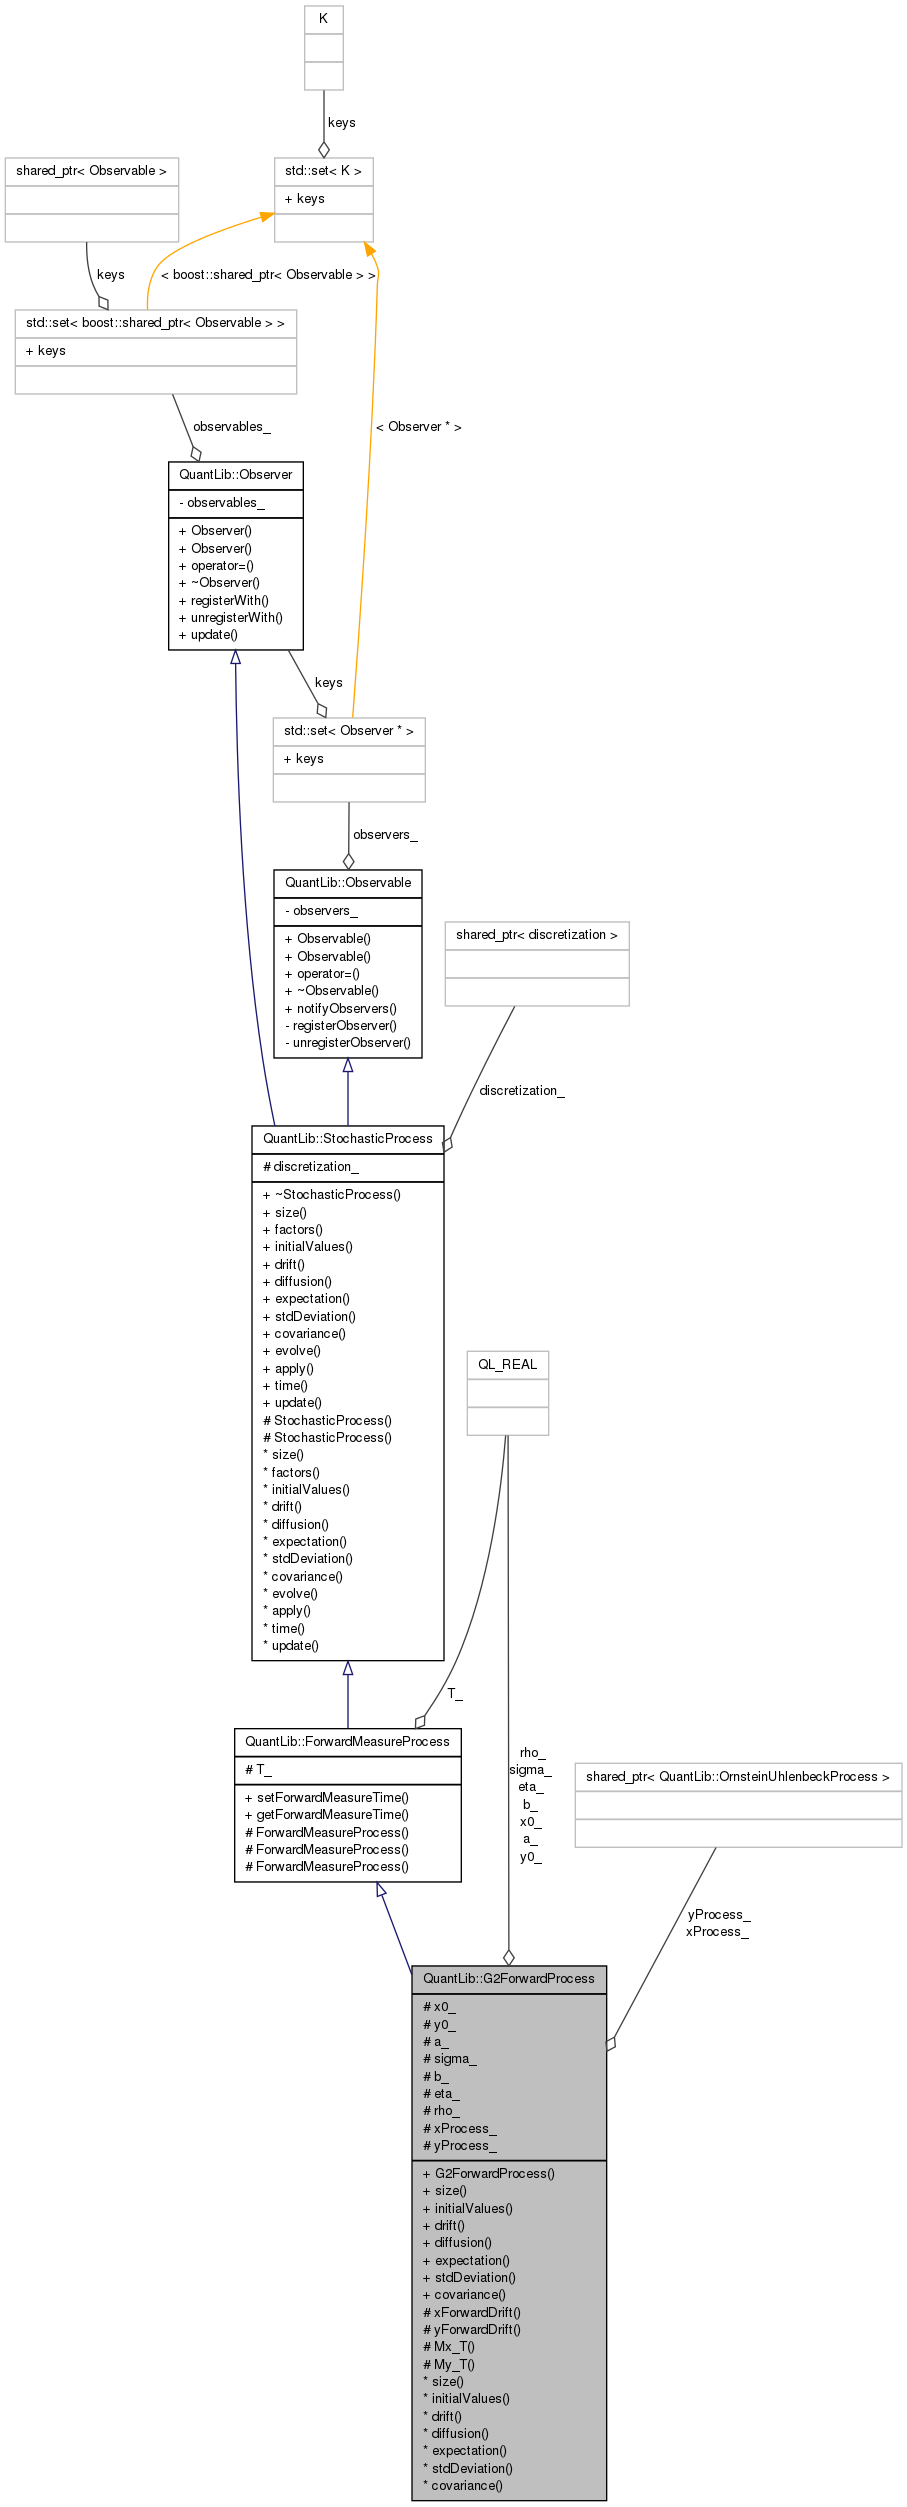 K
keys
shared_ptr< Observable >
std::set< K >
+ keys
keys
< boost::shared_ptr< Observable > >
std::set< boost::shared_ptr< Observable > >
+ keys
observables_
< Observer * >
QuantLib::Observer
- observables_
+ Observer()
+ Observer()
+ operator=()
+ ~Observer()
+ registerWith()
+ unregisterWith()
+ update()
keys
std::set< Observer * >
+ keys
observers_
QuantLib::Observable
- observers_
+ Observable()
+ Observable()
+ operator=()
+ ~Observable()
+ notifyObservers()
- registerObserver()
- unregisterObserver()
shared_ptr< discretization >
discretization_
QuantLib::StochasticProcess
# discretization_
+ ~StochasticProcess()
+ size()
+ factors()
+ initialValues()
+ drift()
+ diffusion()
+ expectation()
+ stdDeviation()
+ covariance()
+ evolve()
+ apply()
+ time()
+ update()
# StochasticProcess()
# StochasticProcess()
* size()
* factors()
* initialValues()
* drift()
* diffusion()
* expectation()
* stdDeviation()
* covariance()
* evolve()
* apply()
* time()
* update()
QL_REAL
T_
QuantLib::ForwardMeasureProcess
# T_
+ setForwardMeasureTime()
+ getForwardMeasureTime()
# ForwardMeasureProcess()
# ForwardMeasureProcess()
# ForwardMeasureProcess()
rho_
sigma_
eta_
b_
x0_
a_
y0_
shared_ptr< QuantLib::OrnsteinUhlenbeckProcess >
yProcess_
xProcess_
QuantLib::G2ForwardProcess
# x0_
# y0_
# a_
# sigma_
# b_
# eta_
# rho_
# xProcess_
# yProcess_
+ G2ForwardProcess()
+ size()
+ initialValues()
+ drift()
+ diffusion()
+ expectation()
+ stdDeviation()
+ covariance()
# xForwardDrift()
# yForwardDrift()
# Mx_T()
# My_T()
* size()
* initialValues()
* drift()
* diffusion()
* expectation()
* stdDeviation()
* covariance()